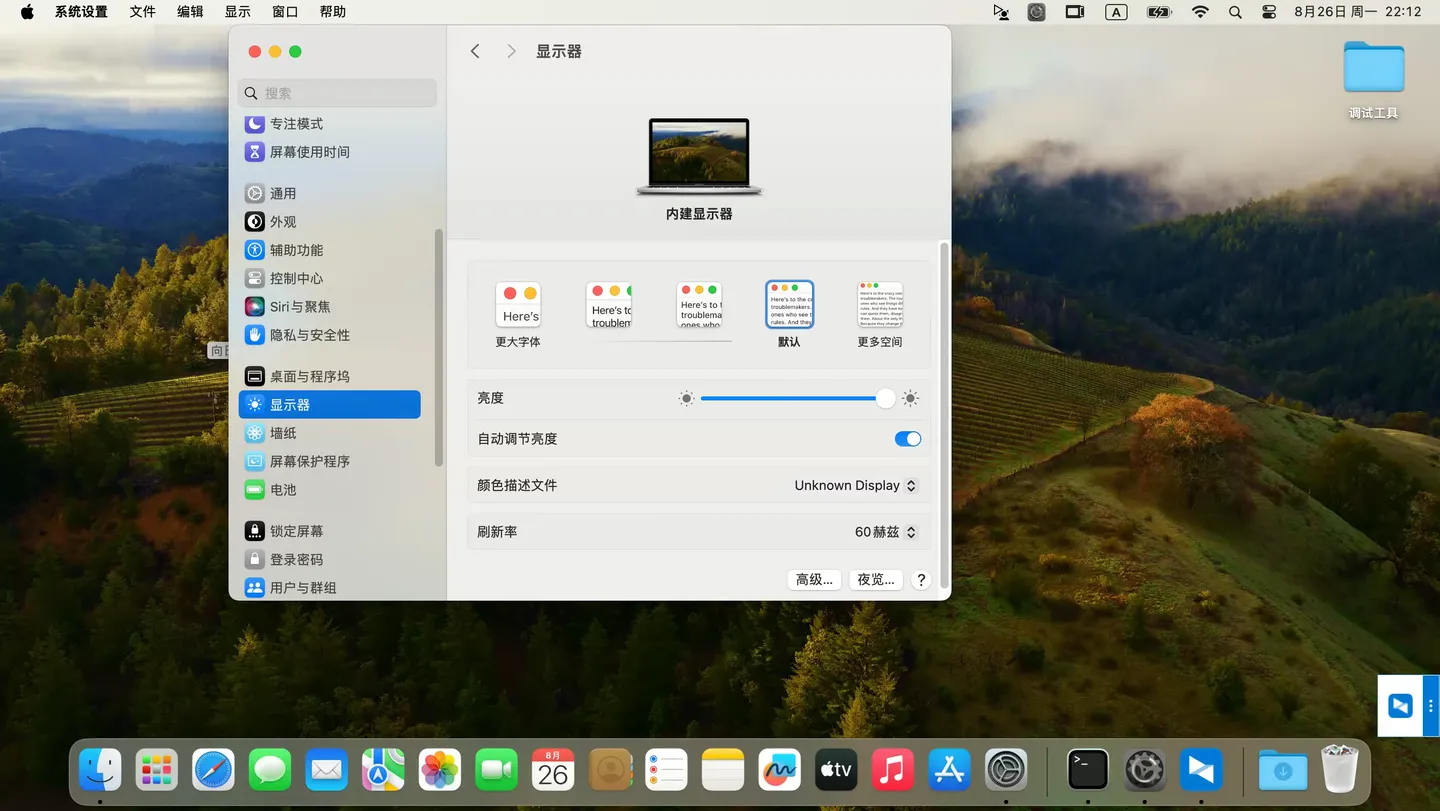 系统设置 文件 编辑 显示 窗口 帮助
A
8月26日 周一 22:12
调试工具
搜索
专注模式
屏幕使用时间
通用
外观
辅助功能
控制中心
Siri与聚焦
隐私与安全性
桌面与程序坞
显示器
墙纸
屏幕保护程序
电池
锁定屏幕
登录密码
用户与群组
向日
显示器
内建显示器
Here's
更大字体
Here's to
troublem
Here's to t
troublema
ones who
Here's to the c
troublemakers.
ones who see t
rules. And they
默认
更多空间
亮度
自动调节亮度
颜色描述文件 Unknown Display
刷新率 60赫兹
高级... 夜览... ?
8月
26
tv
>_